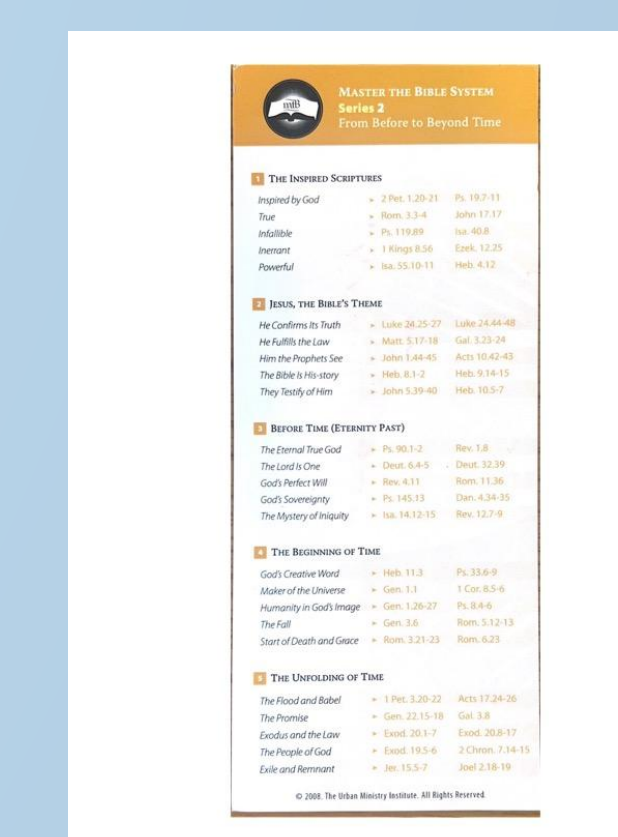 MASTER THE BIBLE SYSTEM
Series 2
From Before to Beyond Time
1 THE INSPIRED SCRIPTURES
Inspired by God ► 2 Pet. 1.20-21 Ps. 19.7-11
True ► Rom. 3.3-4 John 17.17
Infallible ► Ps. 119.89 Isa. 40.8
Inerrant ► 1 Kings 8.56 Ezek. 12.25
Powerful ► Isa. 55.10-11 Heb. 4.12
2 JESUS, THE BIBLE'S THEME
He Confirms Its Truth ► Luke 24.25-27 Luke 24.44-48
He Fulfills the Law ► Matt. 5.17-18 Gal. 3.23-24
Him the Prophets See ► John 1.44-45 Acts 10.42-43
The Bible Is His-story ► Heb. 8.1-2 Heb. 9.14-15
They Testify of Him ► John 5.39-40 Heb. 10.5-7
3 BEFORE TIME (ETERNITY PAST)
The Eternal True God ► Ps. 90.1-2 Rev. 1.8
The Lord Is One ► Deut. 6.4-5 Deut. 32.39
God's Perfect Will ► Rev. 4.11 Rom. 11.36
God's Sovereignty ► Ps. 145.13 Dan. 4.34-35
The Mystery of Iniquity ► Isa. 14.12-15 Rev. 12.7-9
4 THE BEGINNING OF TIME
God's Creative Word ► Heb. 11.3 Ps. 33.6-9
Maker of the Universe ► Gen. 1.1 1 Cor. 8.5-6
Humanity in God's Image ► Gen. 1.26-27 Ps. 8.4-6
The Fall ► Gen. 3.6 Rom. 5.12-13
Start of Death and Grace ► Rom. 3.21-23 Rom. 6.23
5 THE UNFOLDING OF TIME
The Flood and Babel ► 1 Pet. 3.20-22 Acts 17.24-26
The Promise ► Gen. 22.15-18 Gal. 3.8
Exodus and the Law ► Exod. 20.1-7 Exod. 20.8-17
The People of God ► Exod. 19.5-6 2 Chron. 7.14-15
Exile and Remnant ► Jer. 15.5-7 Joel 2.18-19
© 2008. The Urban Ministry Institute. All Rights Reserved.